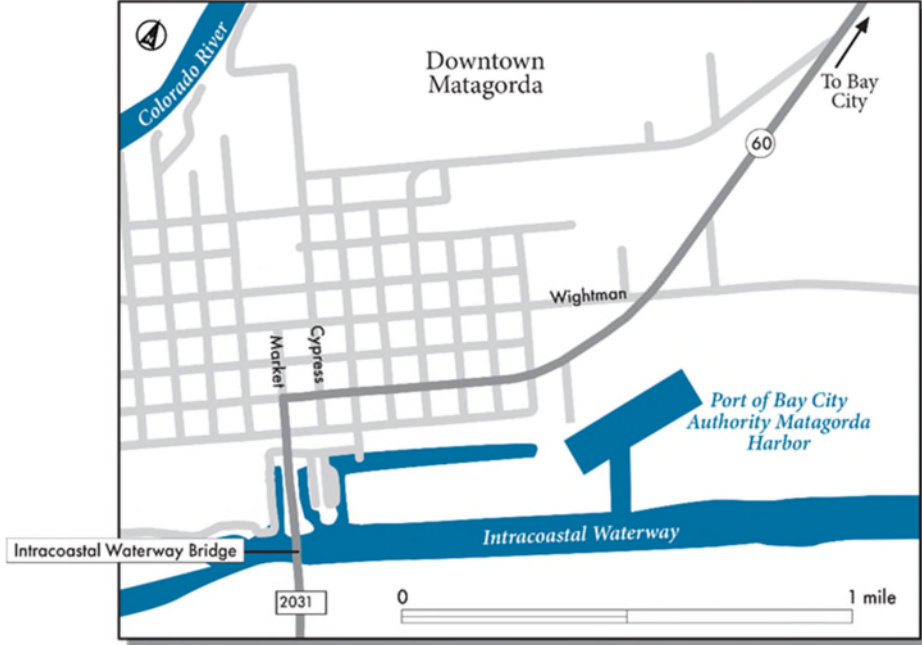 N
Colorado River
Downtown
Matagorda
To Bay
City
60
Wightman
Market
Cypress
Port of Bay City
Authority Matagorda
Harbor
Intracoastal Waterway
Intracoastal Waterway Bridge
2031
0
1 mile